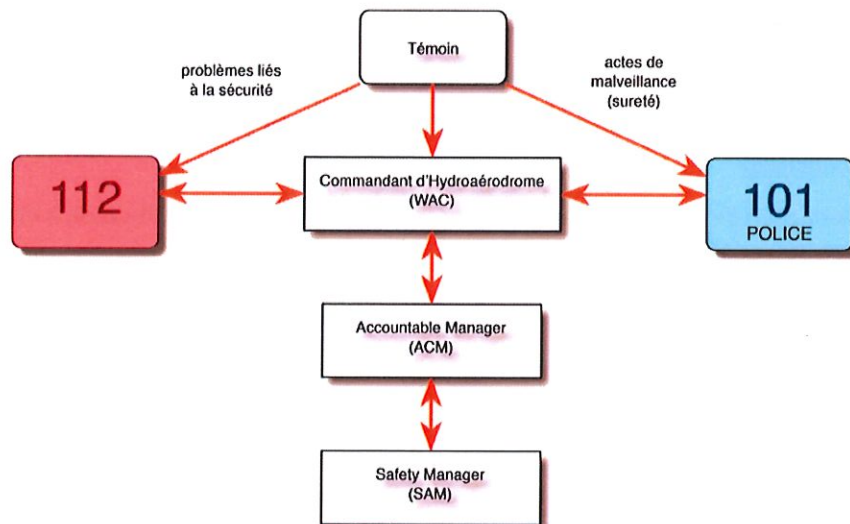 Témoin
problèmes liés
à la sécurité
actes de
malveillance
(sureté)
112
Commandant d'Hydroaérodrome
(WAC)
101
POLICE
Accountable Manager
(ACM)
Safety Manager
(SAM)